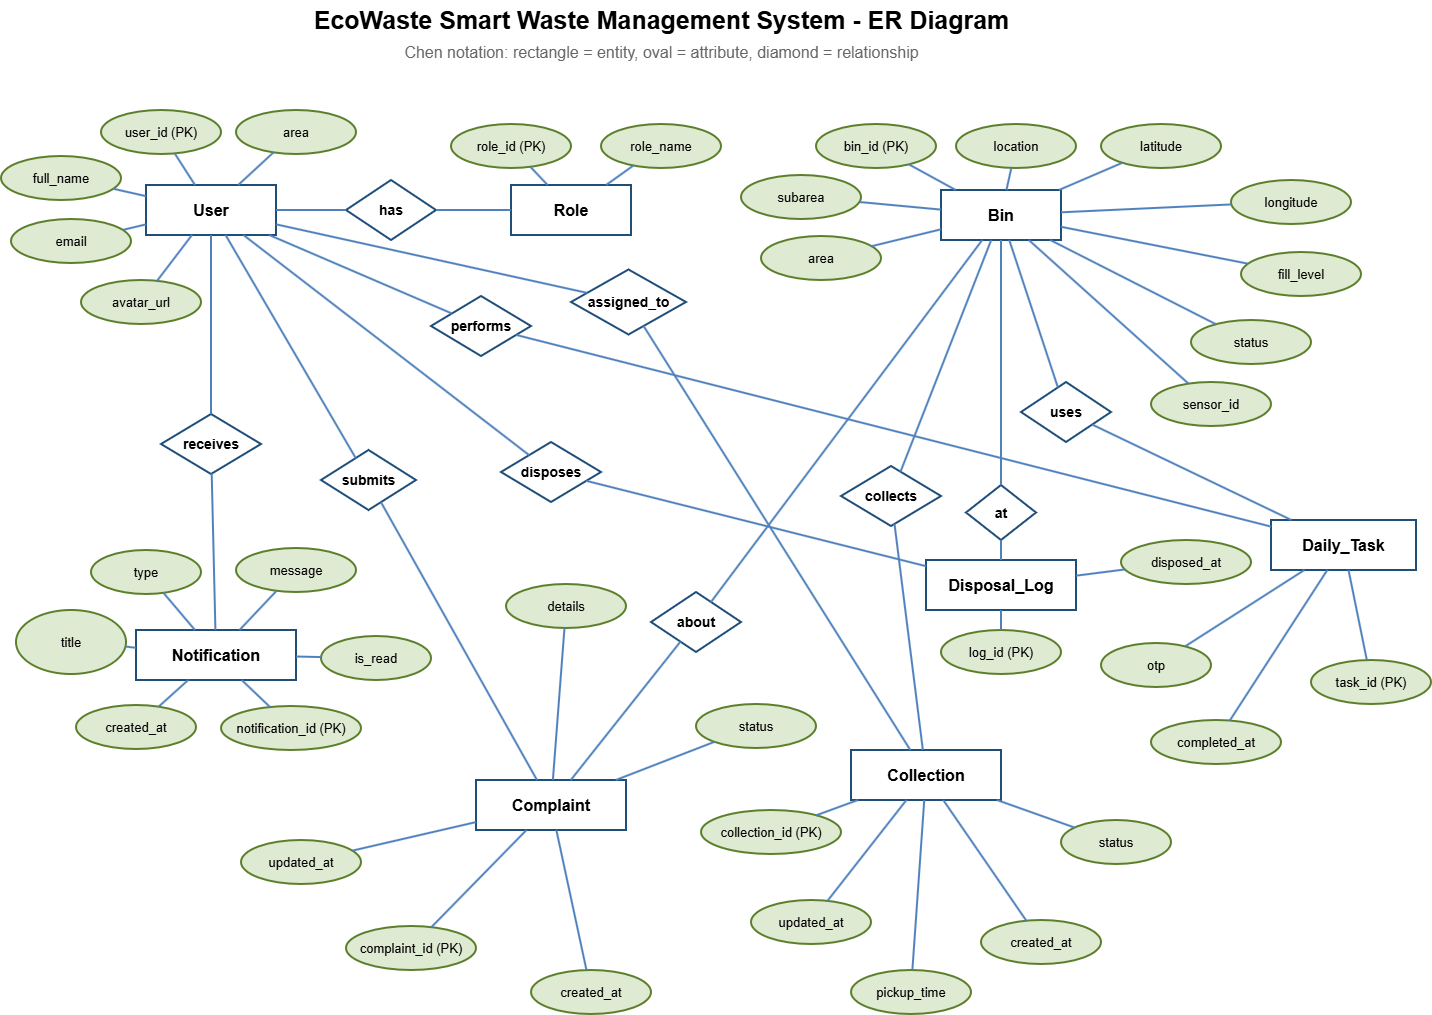 EcoWaste Smart Waste Management System - ER Diagram
Chen notation: rectangle = entity, oval = attribute, diamond = relationship
user_id (PK)
area
role_id (PK)
role_name
bin_id (PK)
location
latitude
full_name
subarea
longitude
User
has
Role
Bin
email
area
fill_level
avatar_url
assigned_to
performs
status
sensor_id
uses
receives
submits
disposes
collects
at
Daily_Task
type
message
disposed_at
Disposal_Log
details
title
Notification
is_read
about
log_id (PK)
otp
task_id (PK)
created_at
notification_id (PK)
status
completed_at
Collection
Complaint
collection_id (PK)
status
updated_at
updated_at
created_at
complaint_id (PK)
created_at
pickup_time